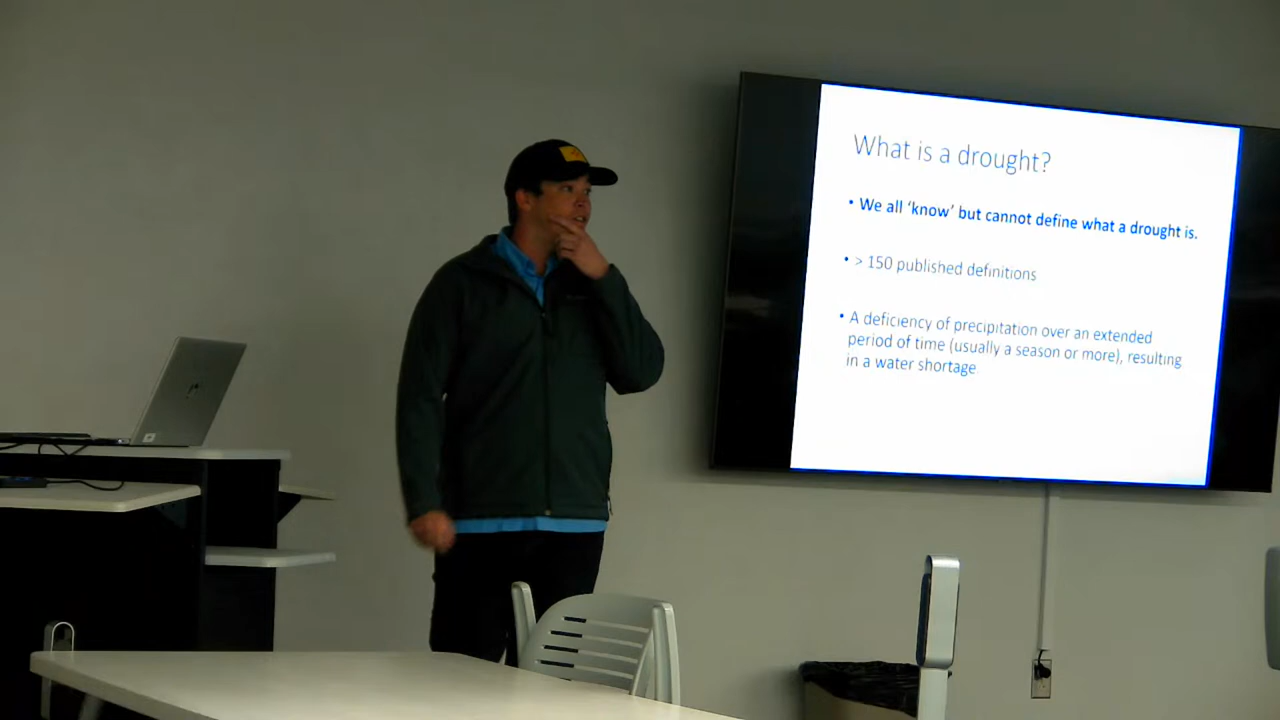 What is a drought?
• We all ‘know’ but cannot define what a drought is.
• > 150 published definitions
• A deficiency of precipitation over an extended
period of time (usually a season or more), resulting
in a water shortage